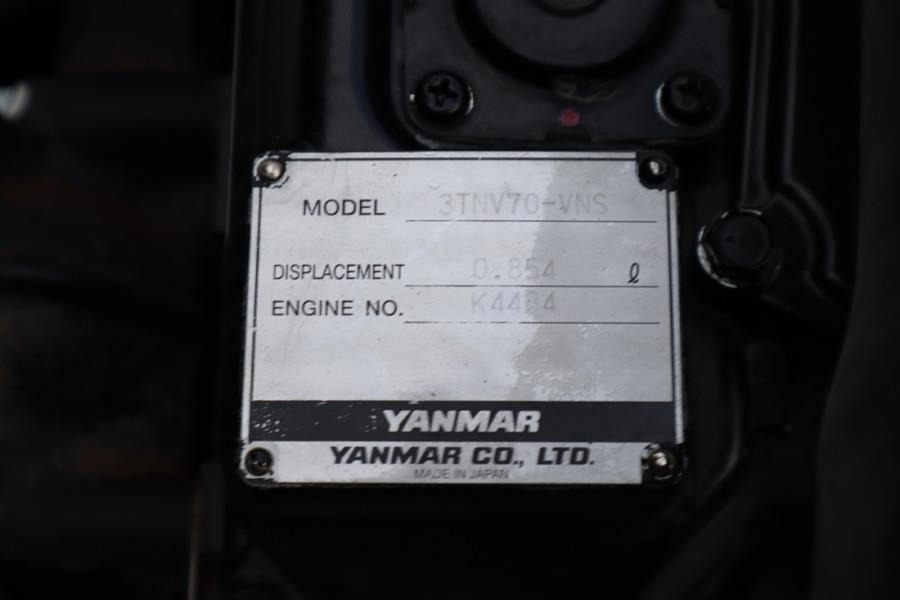 MODEL 3TNV70-VNS
DISPLACEMENT 0.854 ℓ
ENGINE NO.
YANMAR
YANMAR CO., LTD.
MADE IN JAPAN